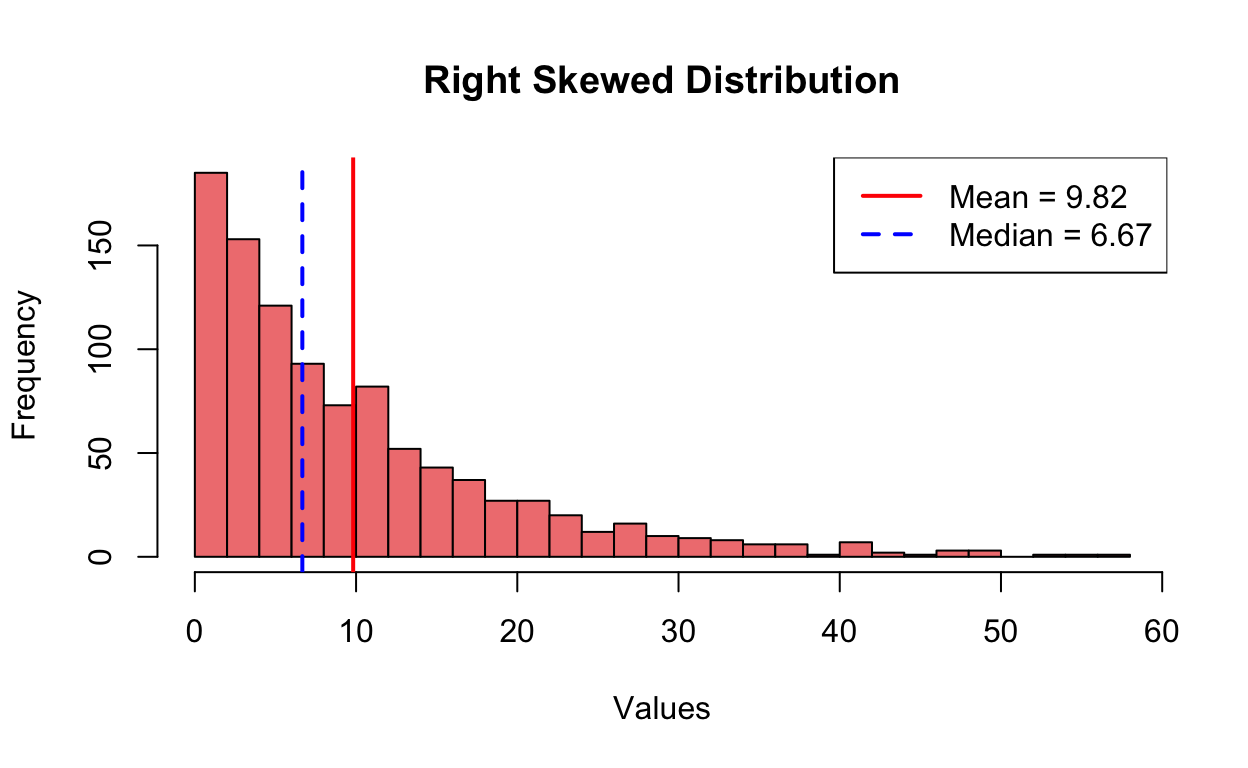 Right Skewed Distribution
Mean = 9.82
Median = 6.67
Frequency
150
100
50
0
0 10 20 30 40 50 60
Values